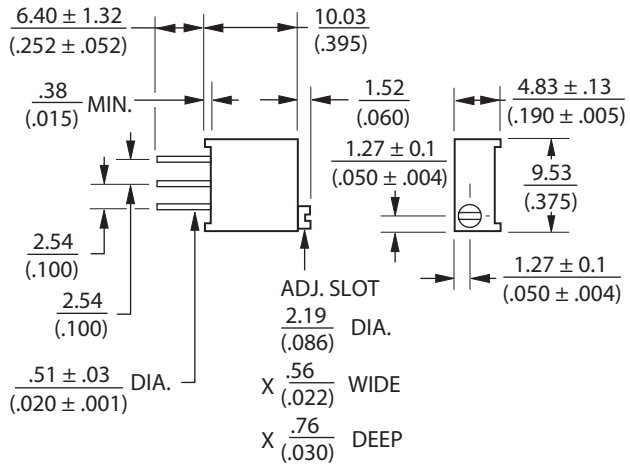 6.40 ± 1.32
(.252 ± .052)
10.03
(.395)
.38
(.015)
MIN.
1.52
(.060)
4.83 ± .13
(.190 ± .005)
1.27 ± 0.1
(.050 ± .004)
9.53
(.375)
2.54
(.100)
1.27 ± 0.1
(.050 ± .004)
2.54
(.100)
ADJ. SLOT
2.19
(.086)
DIA.
.51 ± .03
(.020 ± .001)
DIA.
X .56
(.022)
WIDE
X .76
(.030)
DEEP